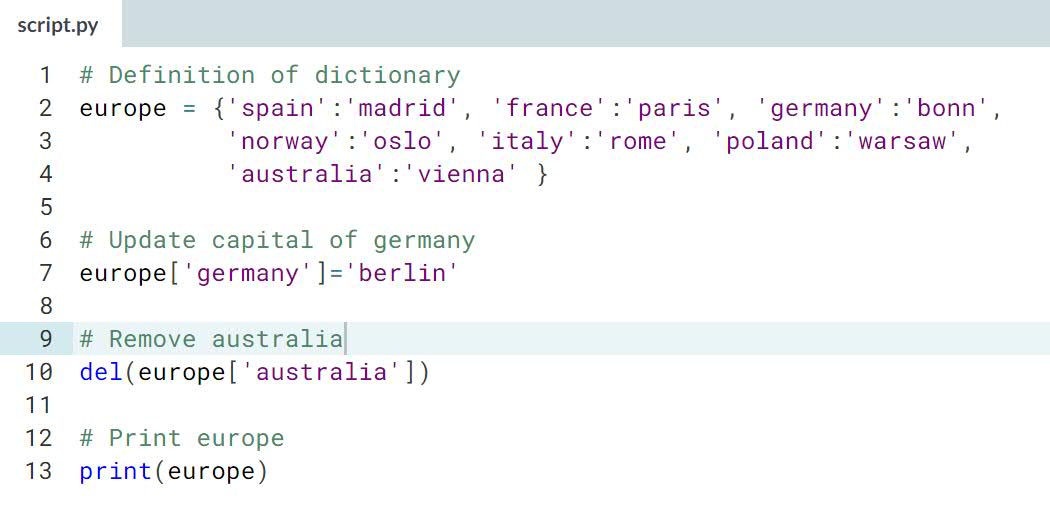 script.py
1 # Definition of dictionary
2 europe = {'spain':'madrid', 'france':'paris', 'germany':'bonn',
3           'norway':'oslo', 'italy':'rome', 'poland':'warsaw',
4           'australia':'vienna' }
5
6 # Update capital of germany
7 europe['germany']='berlin'
8
9 # Remove australia
10 del(europe['australia'])
11
12 # Print europe
13 print(europe)